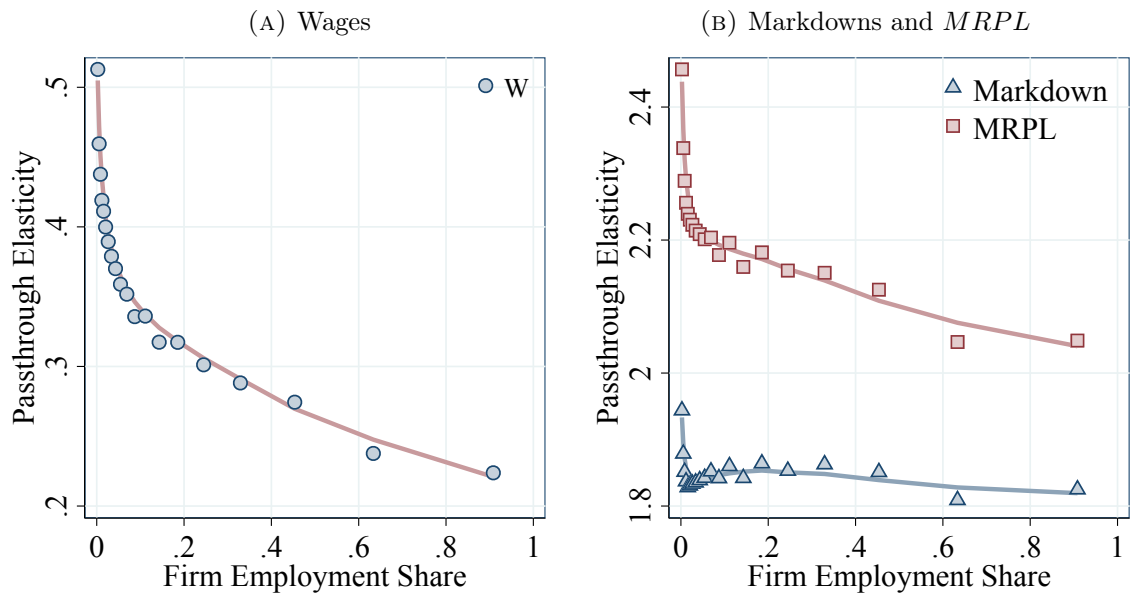 (A) Wages
Passthrough Elasticity
.5
.4
.3
.2
W
0 .2 .4 .6 .8 1
Firm Employment Share
(B) Markdowns and MRPL
Passthrough Elasticity
2.4
2.2
2
1.8
Markdown
MRPL
0 .2 .4 .6 .8 1
Firm Employment Share